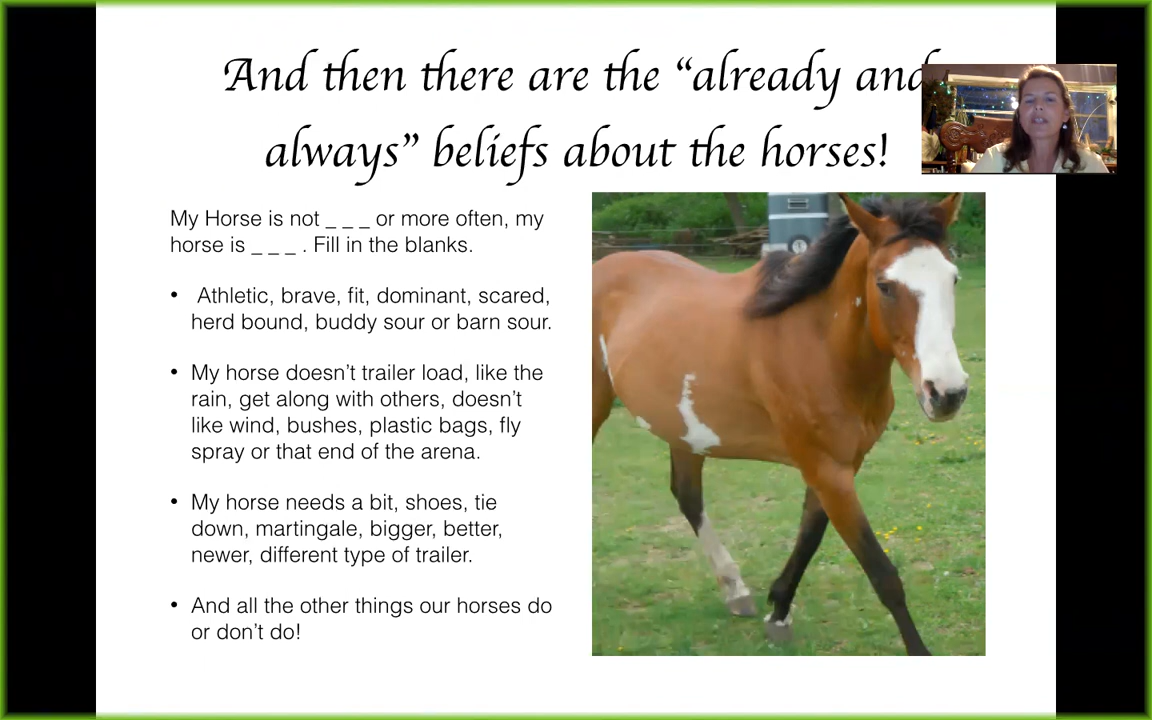 And then there are the “already and
always” beliefs about the horses!
My Horse is not _ _ _ or more often, my
horse is _ _ _ . Fill in the blanks.
• Athletic, brave, fit, dominant, scared,
herd bound, buddy sour or barn sour.
• My horse doesn’t trailer load, like the
rain, get along with others, doesn’t
like wind, bushes, plastic bags, fly
spray or that end of the arena.
• My horse needs a bit, shoes, tie
down, martingale, bigger, better,
newer, different type of trailer.
• And all the other things our horses do
or don’t do!